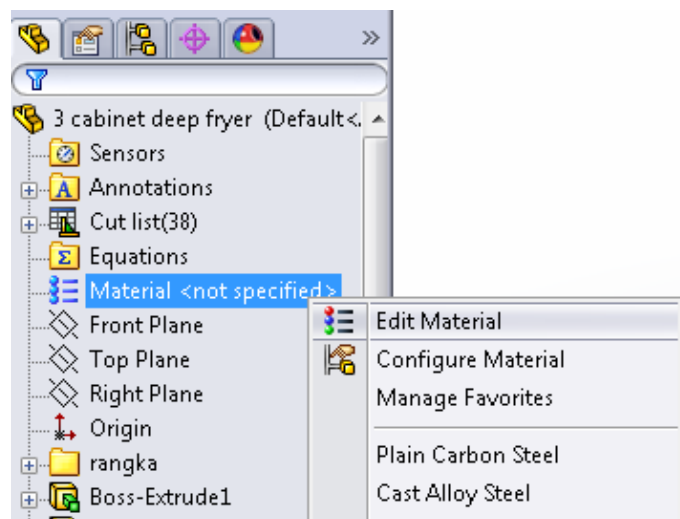 3 cabinet deep fryer (Default<.
Sensors
Annotations
Cut list(38)
Equations
Material <not specified>
Front Plane
Top Plane
Right Plane
Origin
rangka
Boss-Extrude1
Edit Material
Configure Material
Manage Favorites
Plain Carbon Steel
Cast Alloy Steel